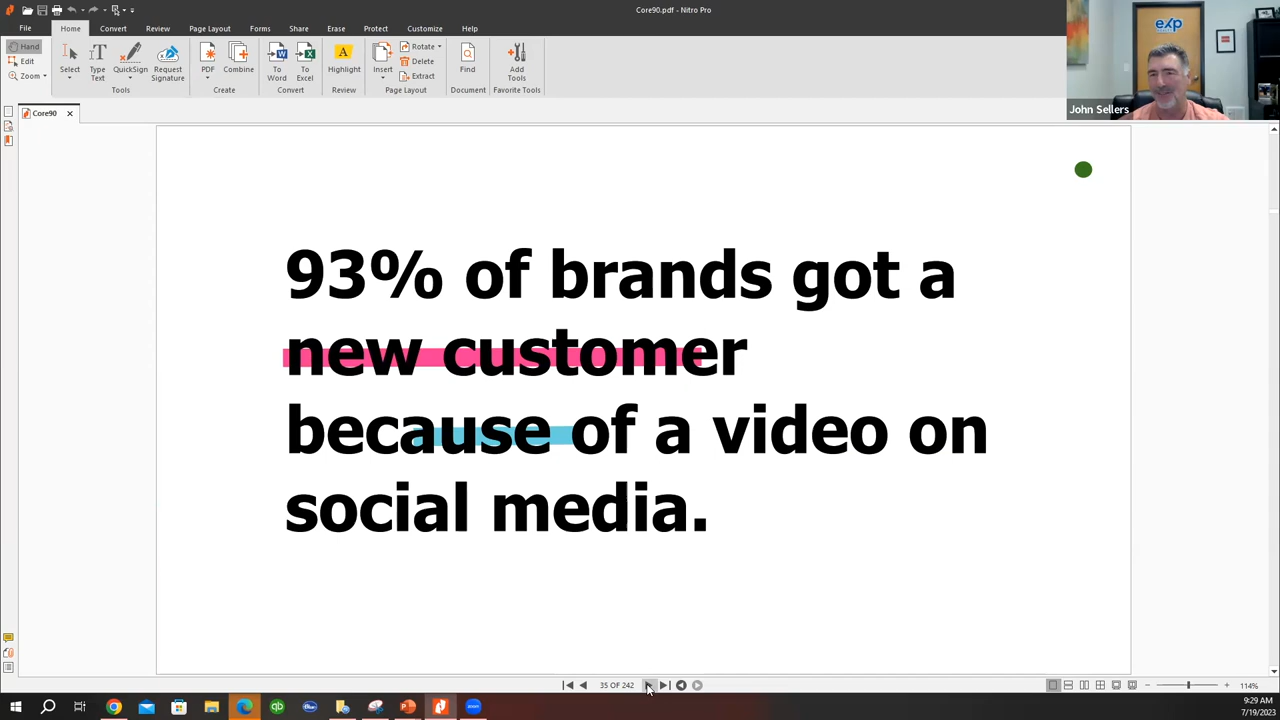 Core90.pdf - Nitro Pro
File Home Convert Review Page Layout Forms Share Erase Protect Customize Help
Hand
Edit
Zoom
Select
Type Text
QuickSign
Request Signature
Tools
PDF
Combine
Create
To Word
To Excel
Convert
Highlight
Review
Insert
Rotate
Delete
Extract
Page Layout
Find
Document
Add Tools
Favorite Tools
exp
John Sellers
Core90
93% of brands got a
new customer
because of a video on
social media.
35 OF 242
114%
qb
9:29 AM
7/19/2023